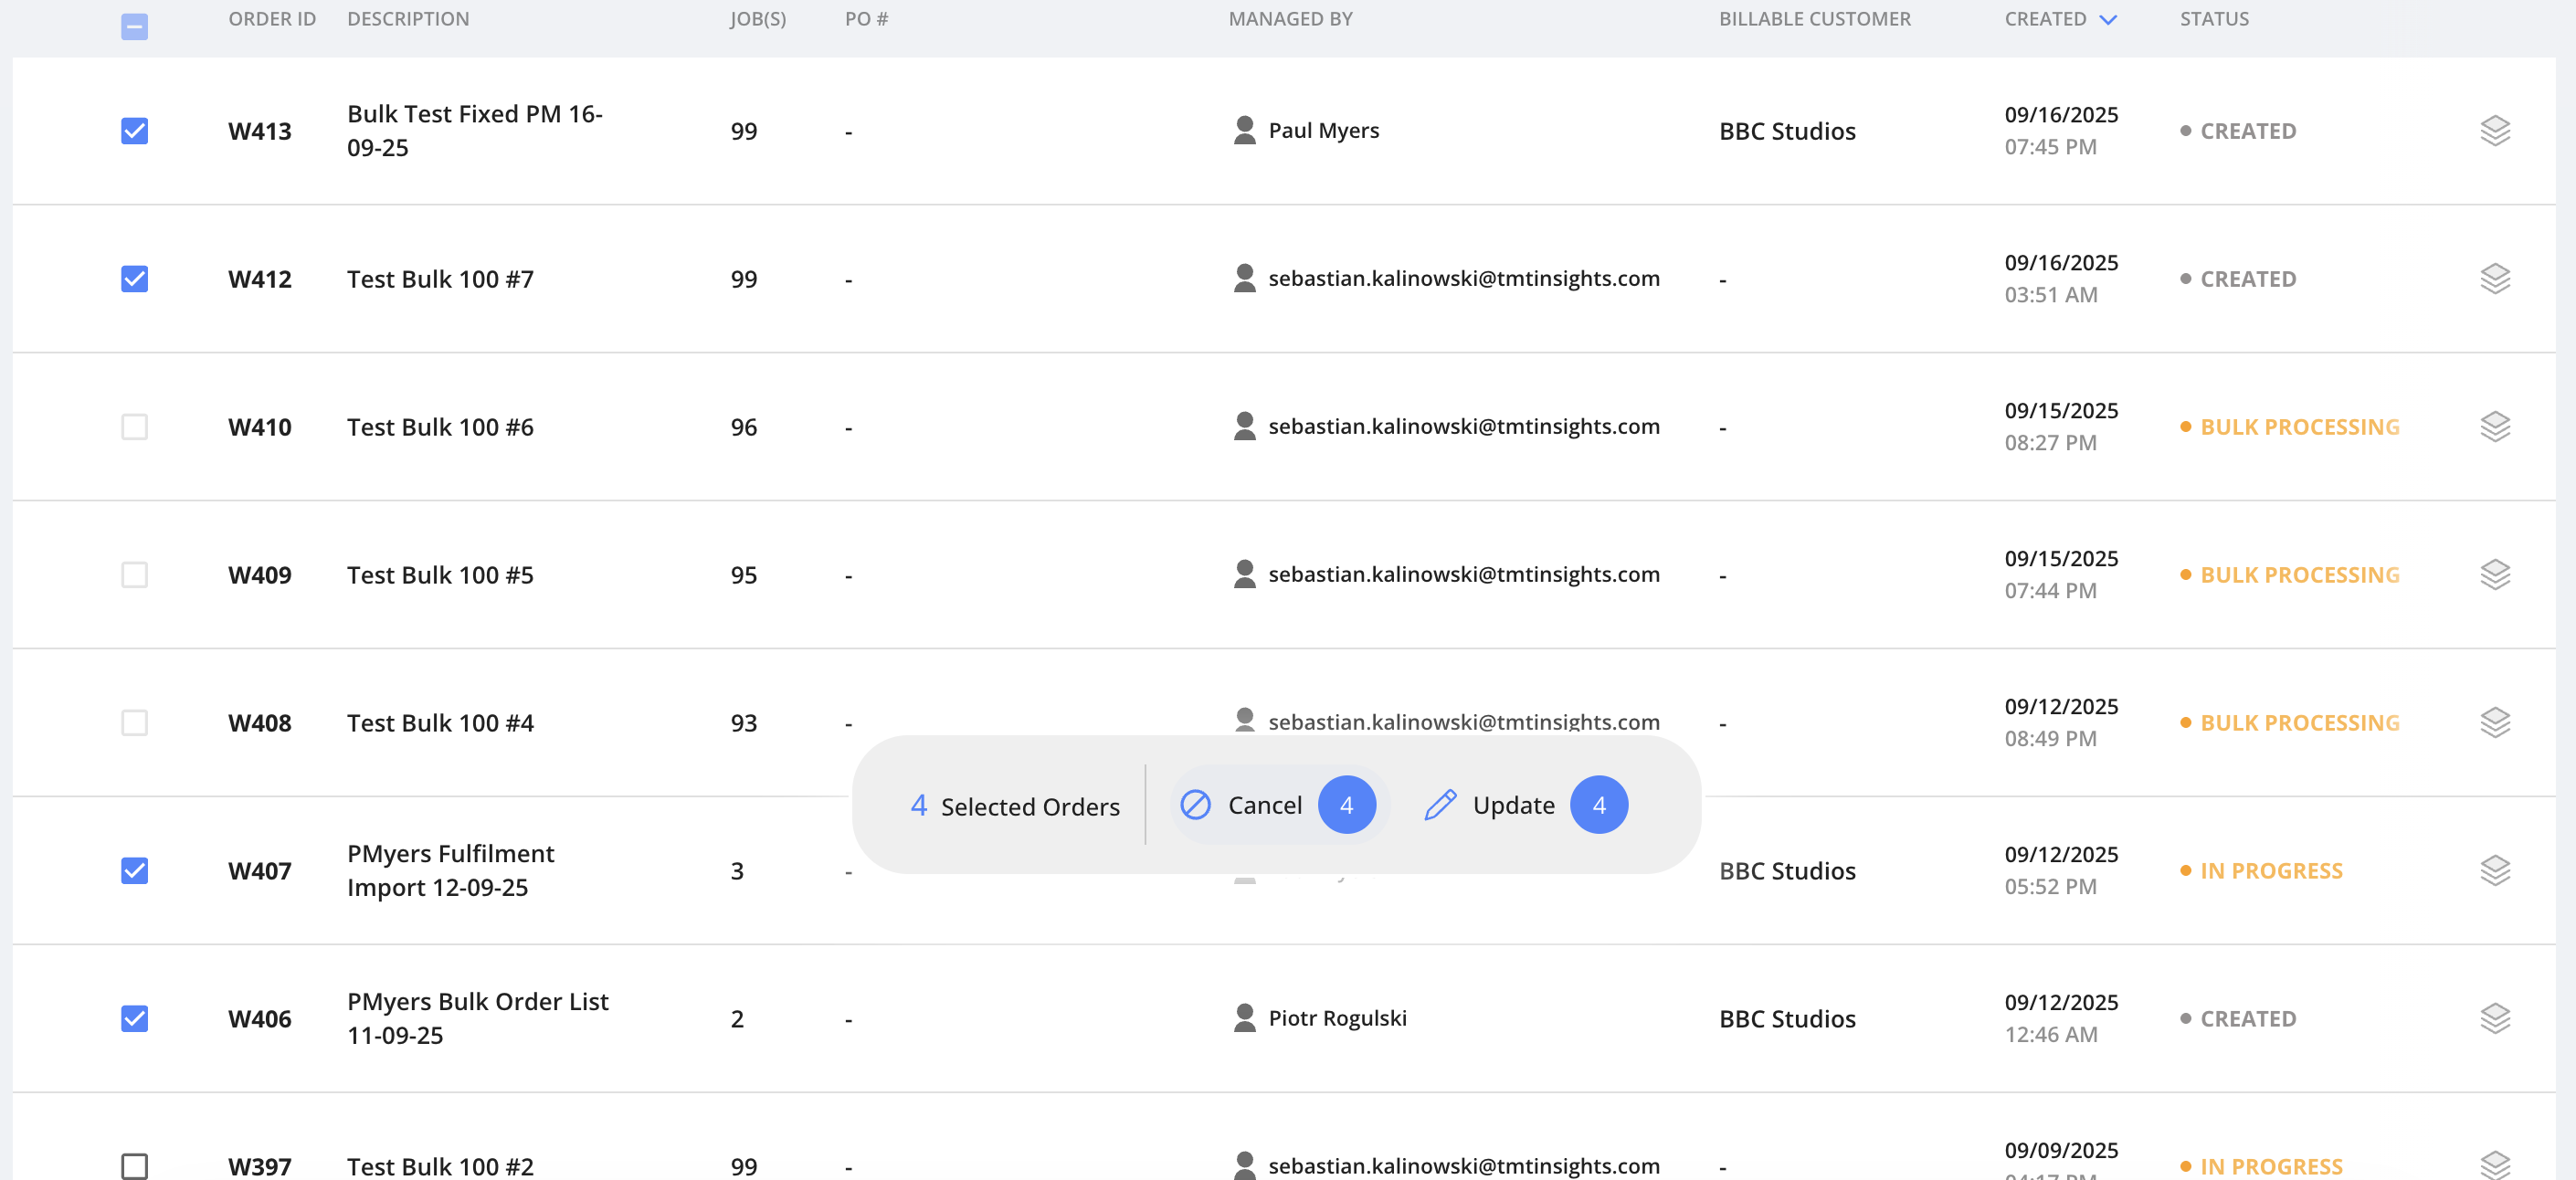 ORDER ID DESCRIPTION JOB(S) PO # MANAGED BY BILLABLE CUSTOMER CREATED STATUS
W413 Bulk Test Fixed PM 16-
09-25 99 - Paul Myers BBC Studios 09/16/2025
07:45 PM CREATED
W412 Test Bulk 100 #7 99 - sebastian.kalinowski@tmtinsights.com - 09/16/2025
03:51 AM CREATED
W410 Test Bulk 100 #6 96 - sebastian.kalinowski@tmtinsights.com - 09/15/2025
08:27 PM BULK PROCESSING
W409 Test Bulk 100 #5 95 - sebastian.kalinowski@tmtinsights.com - 09/15/2025
07:44 PM BULK PROCESSING
W408 Test Bulk 100 #4 93 - sebastian.kalinowski@tmtinsights.com - 09/12/2025
08:49 PM BULK PROCESSING
4 Selected Orders Cancel 4 Update 4
W407 PMyers Fulfilment
Import 12-09-25 3 - BBC Studios 09/12/2025
05:52 PM IN PROGRESS
W406 PMyers Bulk Order List
11-09-25 2 - Piotr Rogulski BBC Studios 09/12/2025
12:46 AM CREATED
W397 Test Bulk 100 #2 99 - sebastian.kalinowski@tmtinsights.com - 09/09/2025
IN PROGRESS